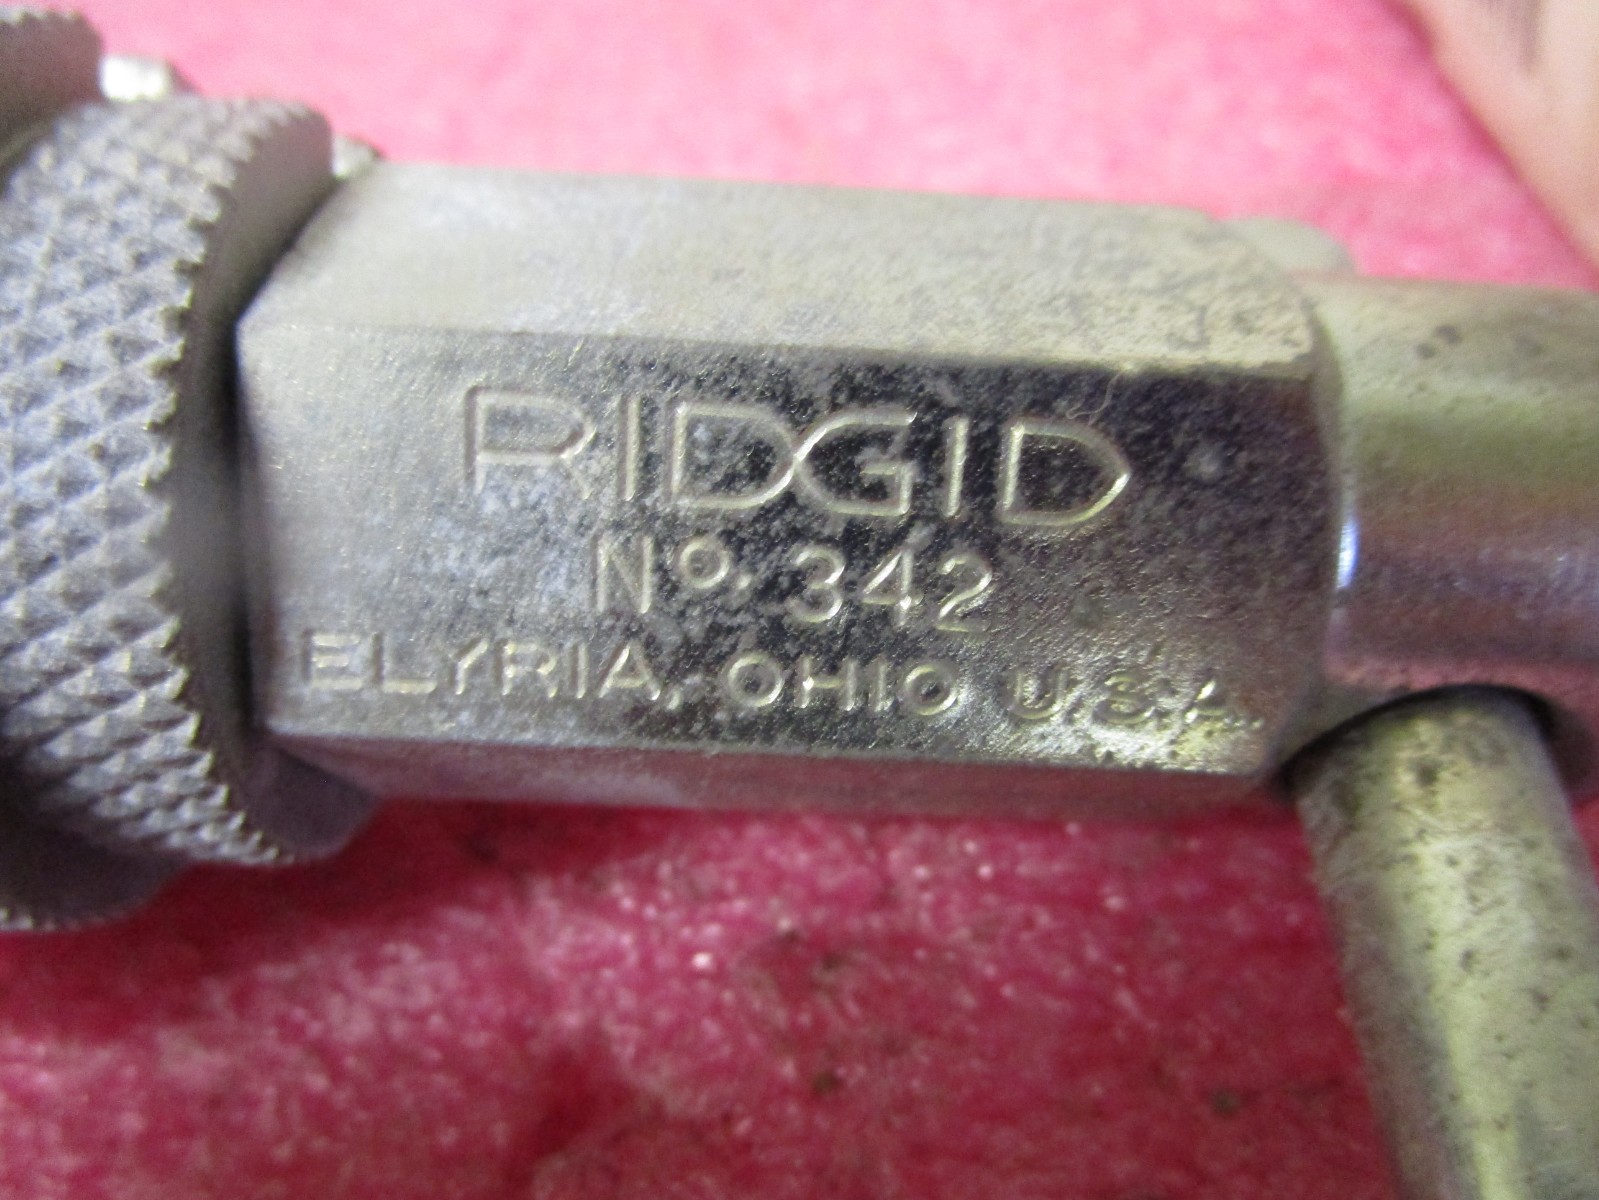 RIDGID
No. 342
ELYRIA, OHIO U.S.A.